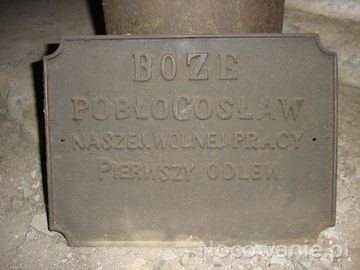 BOZE
POBŁOGOSŁAW
NASZEJ.WOLNEJ.PRACY
PIERWSZY ODLEW
Nocowanie.pl